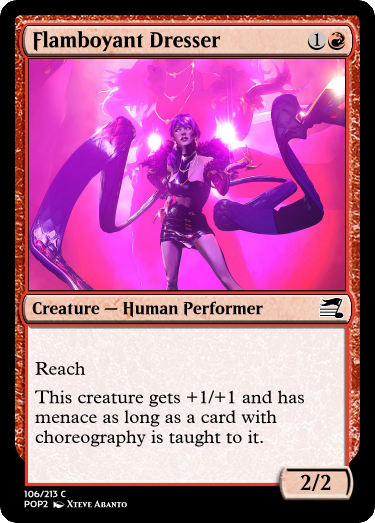 Flamboyant Dresser 1
Creature — Human Performer
Reach
This creature gets +1/+1 and has
menace as long as a card with
choreography is taught to it.
2/2
106/213 C
POP2 Xteve Abanto